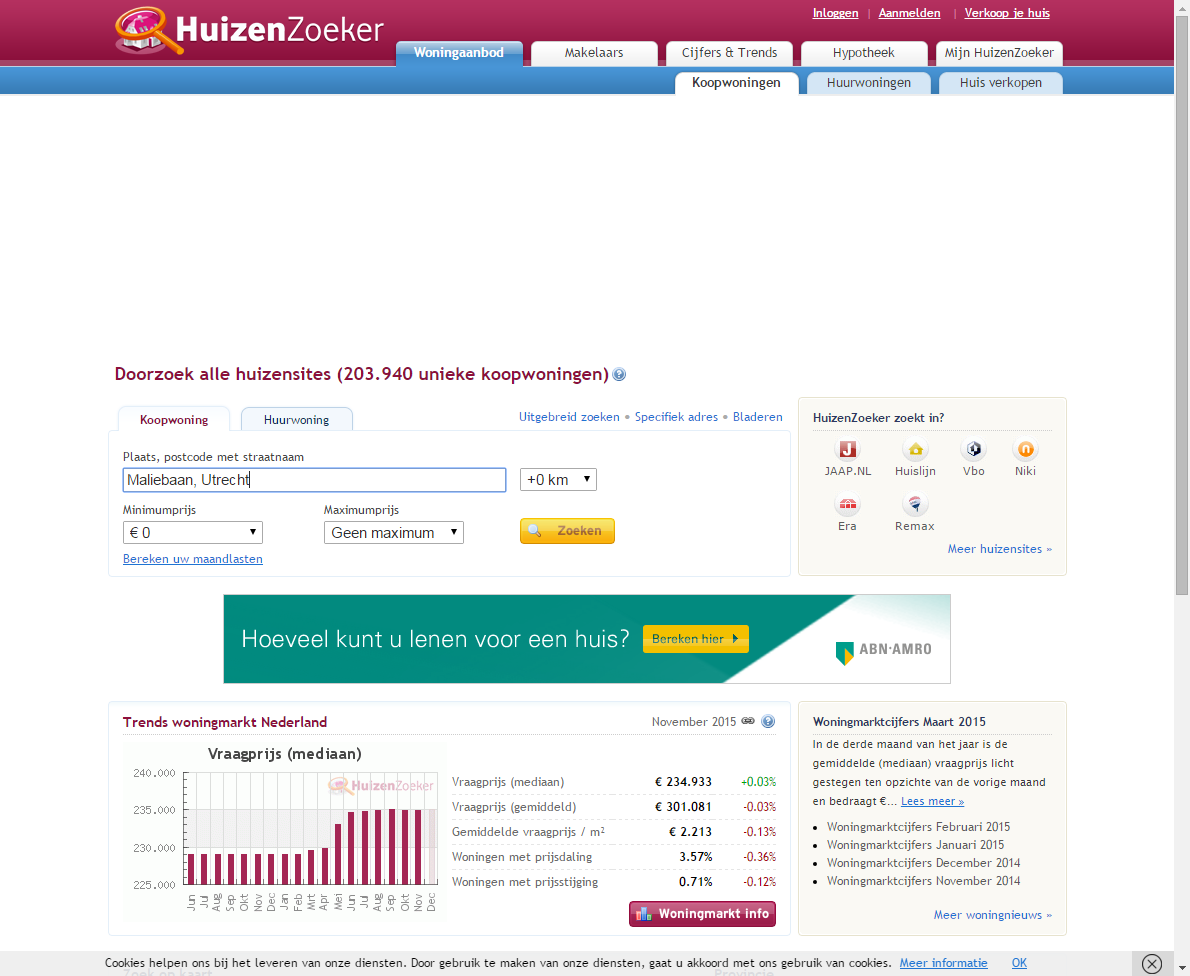 Inloggen | Aanmelden | Verkoop je huis
HuizenZoeker
Woningaanbod Makelaars Cijfers & Trends Hypotheek Mijn HuizenZoeker
Koopwoningen Huurwoningen Huis verkopen
Doorzoek alle huizensites (203.940 unieke koopwoningen) ?
Koopwoning Huurwoning
Uitgebreid zoeken • Specifiek adres • Bladeren
Plaats, postcode met straatnaam
Maliebaan, Utrecht
+0 km
Minimumprijs Maximumprijs
€ 0 Geen maximum
Zoeken
Bereken uw maandlasten
HuizenZoeker zoekt in?
JAAP.NL Huislijn Vbo Niki
Era Remax
Meer huizensites »
Hoeveel kunt u lenen voor een huis? Bereken hier
ABN·AMRO
Trends woningmarkt Nederland
November 2015 ?
Vraagprijs (mediaan)
HuizenZoeker
240.000
235.000
230.000
225.000
Jun Jul Aug Sep Okt Nov Dec Jan Feb Mrt Apr Mei Jun Jul Aug Sep Okt Nov Dec
Vraagprijs (mediaan) € 234.933 +0.03%
Vraagprijs (gemiddeld) € 301.081 -0.03%
Gemiddelde vraagprijs / m² € 2.213 -0.13%
Woningen met prijsdaling 3.57% -0.36%
Woningen met prijsstijging 0.71% -0.12%
Woningmarkt info
Woningmarktcijfers Maart 2015
In de derde maand van het jaar is de
gemiddelde (mediaan) vraagprijs licht
gestegen ten opzichte van de vorige maand
en bedraagt €... Lees meer »
• Woningmarktcijfers Februari 2015
• Woningmarktcijfers Januari 2015
• Woningmarktcijfers December 2014
• Woningmarktcijfers November 2014
Meer woningnieuws »
Cookies helpen ons bij het leveren van onze diensten. Door gebruik te maken van onze diensten, gaat u akkoord met ons gebruik van cookies. Meer informatie OK
Zoek op kaart Provincie